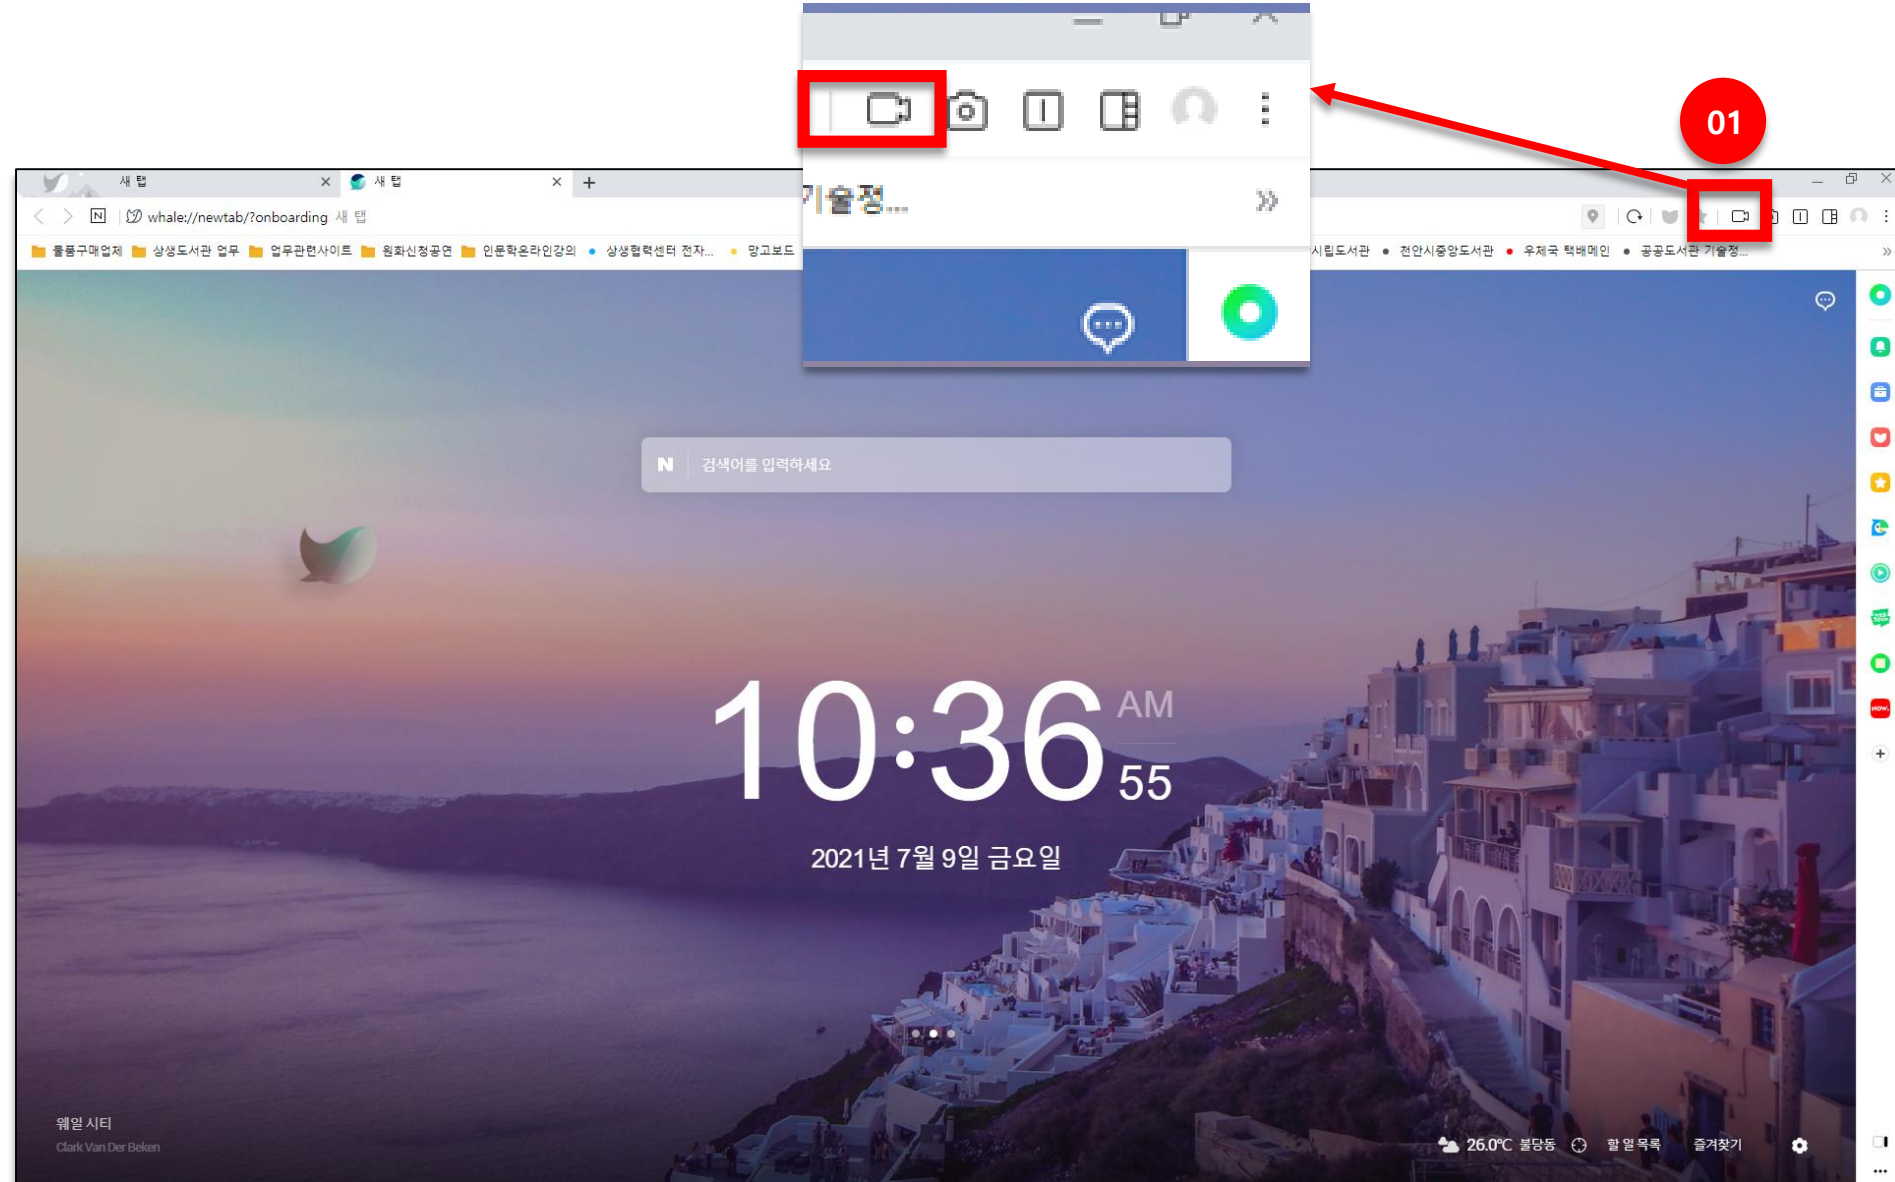 기술정...
01
새 탭
새 탭
whale://newtab/?onboarding 새 탭
물품구매업체 상생도서관 업무 업무관련사이트 원화신청공연 인문학온라인강의 상생협력센터 전자... 망고보드 시립도서관 천안시중앙도서관 우체국 택배메인 공공도서관 기술정...
N 검색어를 입력하세요
10:36 AM
55
2021년 7월 9일 금요일
웨일 시티
Clark Van Der Beken
26.0℃ 불당동 할 일 목록 즐겨찾기